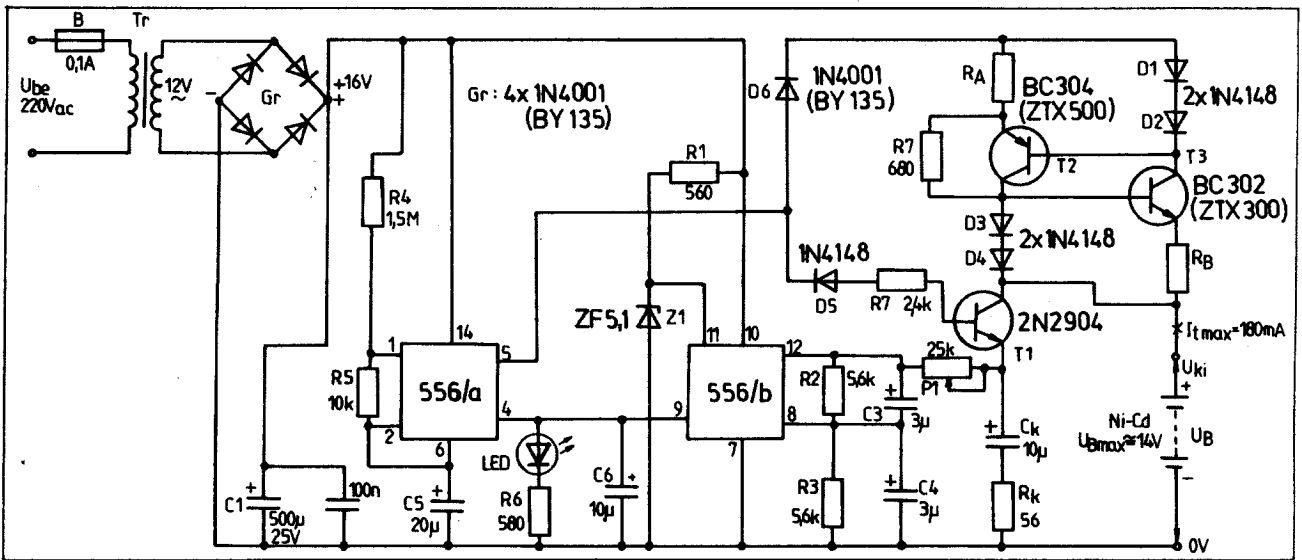 B
Tr
0,1A
Ube
220Vac
12V
~
-
Gr
+16V
+
Gr: 4x 1N4001
(BY 135)
D6
1N4001
(BY 135)
RA
BC304
(ZTX500)
D1
2x1N4148
D2
R7
680
T2
T3
BC 302
(ZTX 300)
R1
560
R4
1,5M
D3
2x1N4148
D4
RB
1N4148
D5
R7
2,4k
2N2904
T1
ZF5,1
Z1
It max=180mA
Uki
+
1
14
5
556/a
R5
10k
2
4
6
11
10
12
556/b
9
8
7
R2
5,6k
25k
P1
+
C3
3µ
LED
R6
580
C6
+
10µ
R3
5,6k
+
C4
3µ
+
Ck
10µ
Rk
56
Ni-Cd
UBmax≅14V
UB
-
+
C1
500µ
25V
100n
+
C5
20µ
0V